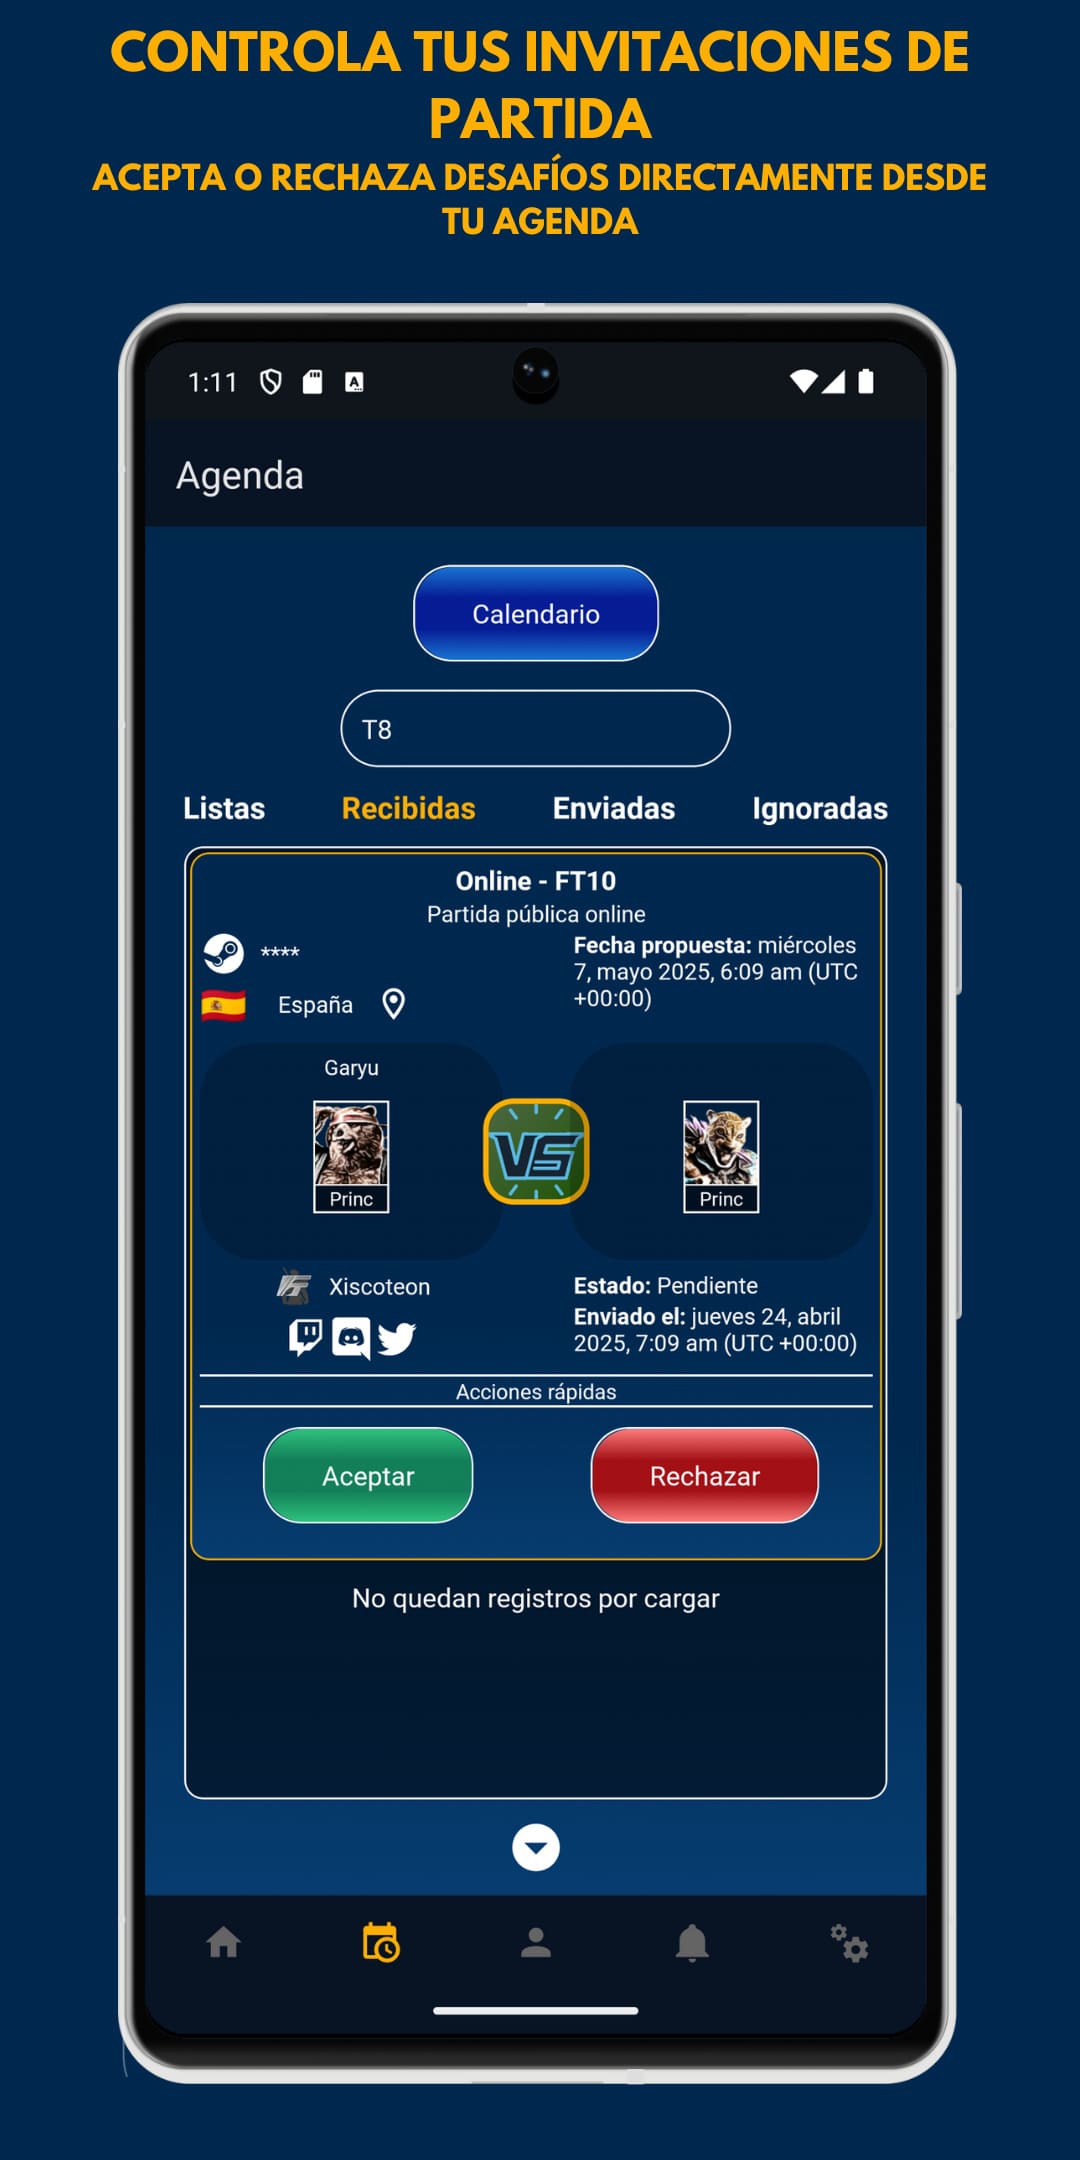 CONTROLA TUS INVITACIONES DE
PARTIDA
ACEPTA O RECHAZA DESAFÍOS DIRECTAMENTE DESDE
TU AGENDA
1:11
A
Agenda
Calendario
T8
Listas Recibidas Enviadas Ignoradas
Online - FT10
Partida pública online
****
España
Fecha propuesta: miércoles
7, mayo 2025, 6:09 am (UTC
+00:00)
Garyu
Princ
VS
Princ
FT
Xiscoteon
Estado: Pendiente
Enviado el: jueves 24, abril
2025, 7:09 am (UTC +00:00)
Acciones rápidas
Aceptar Rechazar
No quedan registros por cargar